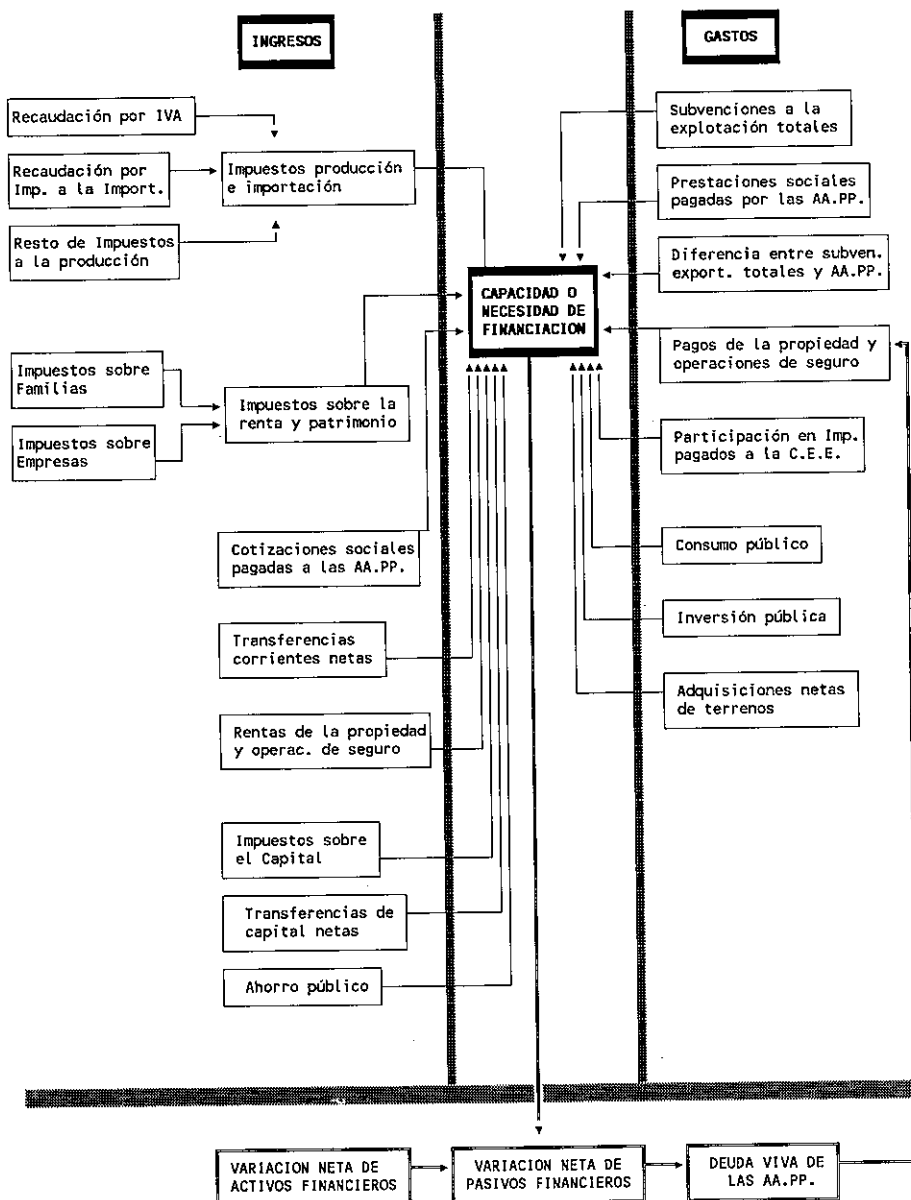 INGRESOS
GASTOS
Recaudación por IVA
Recaudación por
Imp. a la Import.
Resto de Impuestos
a la producción
Impuestos producción
e importación
Impuestos sobre
Familias
Impuestos sobre
Empresas
Impuestos sobre la
renta y patrimonio
Cotizaciones sociales
pagadas a las AA.PP.
Transferencias
corrientes netas
Rentas de la propiedad
y operac. de seguro
Impuestos sobre
el Capital
Transferencias de
capital netas
Ahorro público
CAPACIDAD O
NECESIDAD DE
FINANCIACION
Subvenciones a la
explotación totales
Prestaciones sociales
pagadas por las AA.PP.
Diferencia entre subven.
export. totales y AA.PP.
Pagos de la propiedad y
operaciones de seguro
Participación en Imp.
pagados a la C.E.E.
Consumo público
Inversión pública
Adquisiciones netas
de terrenos
VARIACION NETA DE
ACTIVOS FINANCIEROS
VARIACION NETA DE
PASIVOS FINANCIEROS
DEUDA VIVA DE
LAS AA.PP.